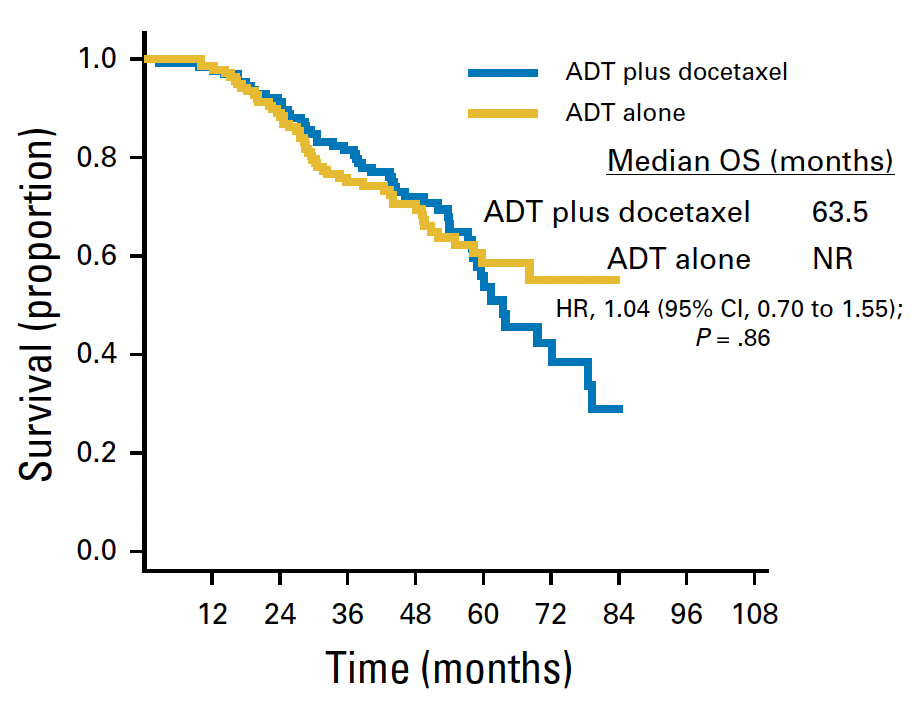 ADT plus docetaxel
ADT alone
Median OS (months)
ADT plus docetaxel 63.5
ADT alone NR
HR, 1.04 (95% CI, 0.70 to 1.55);
P = .86
Survival (proportion)
1.0
0.8
0.6
0.4
0.2
0.0
12 24 36 48 60 72 84 96 108
Time (months)